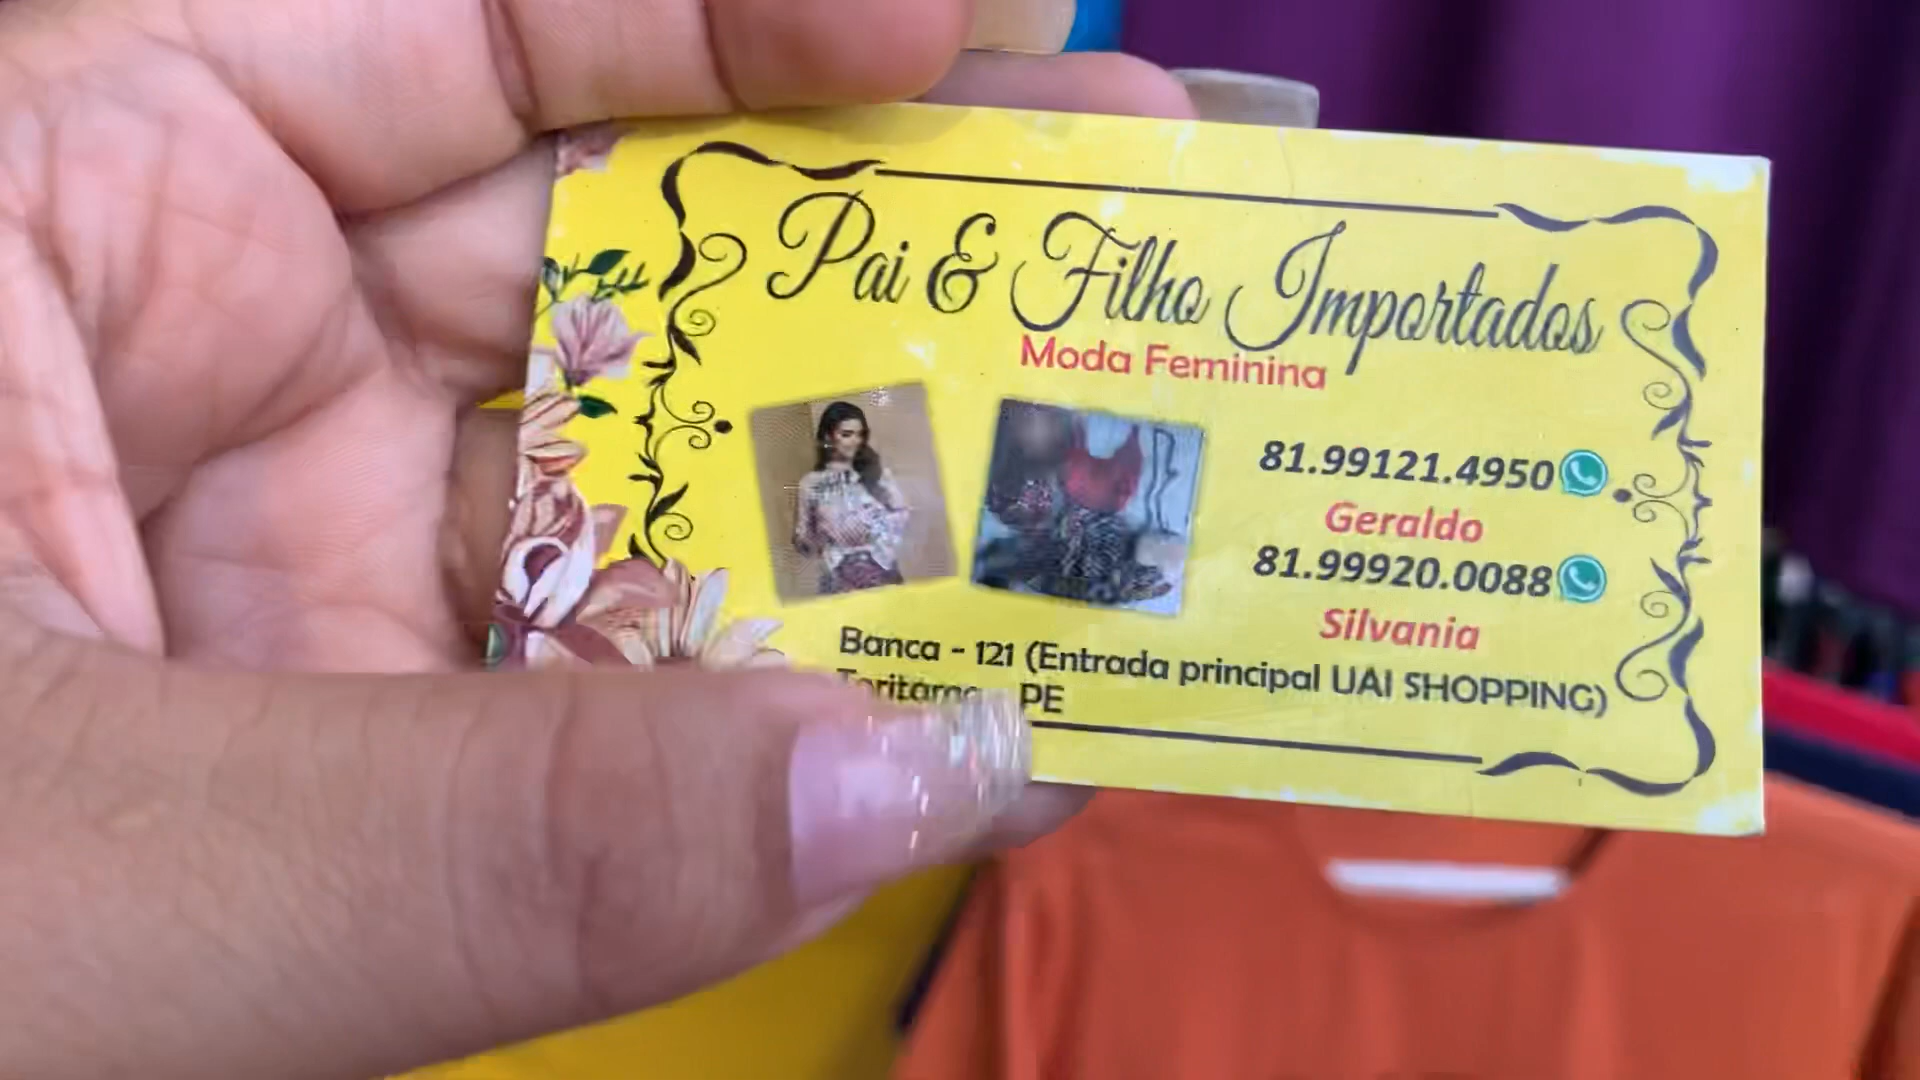 Pai & Filho Importados
Moda Feminina
81.99121.4950
Geraldo
81.99920.0088
Silvania
Banca - 121 (Entrada principal UAI SHOPPING)
PE